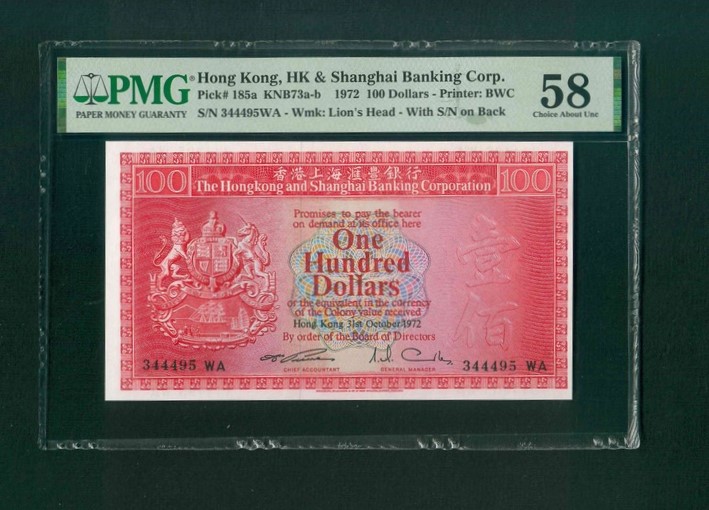 PMG
PAPER MONEY GUARANTY
Hong Kong, HK & Shanghai Banking Corp.
Pick# 185a KNB73a-b 1972 100 Dollars - Printer: BWC
S/N 344495WA - Wmk: Lion's Head - With S/N on Back
58
Choice About Unc
100
香港上海滙豐銀行
The Hongkong and Shanghai Banking Corporation
100
Promises to pay the bearer
on demand at its office here
One
Hundred
Dollars
or the equivalent in the currency
of the Colony value received
Hong Kong 31st October 1972
By order of the Board of Directors
壹
佰
344495 WA
CHIEF ACCOUNTANT
GENERAL MANAGER
344495 WA